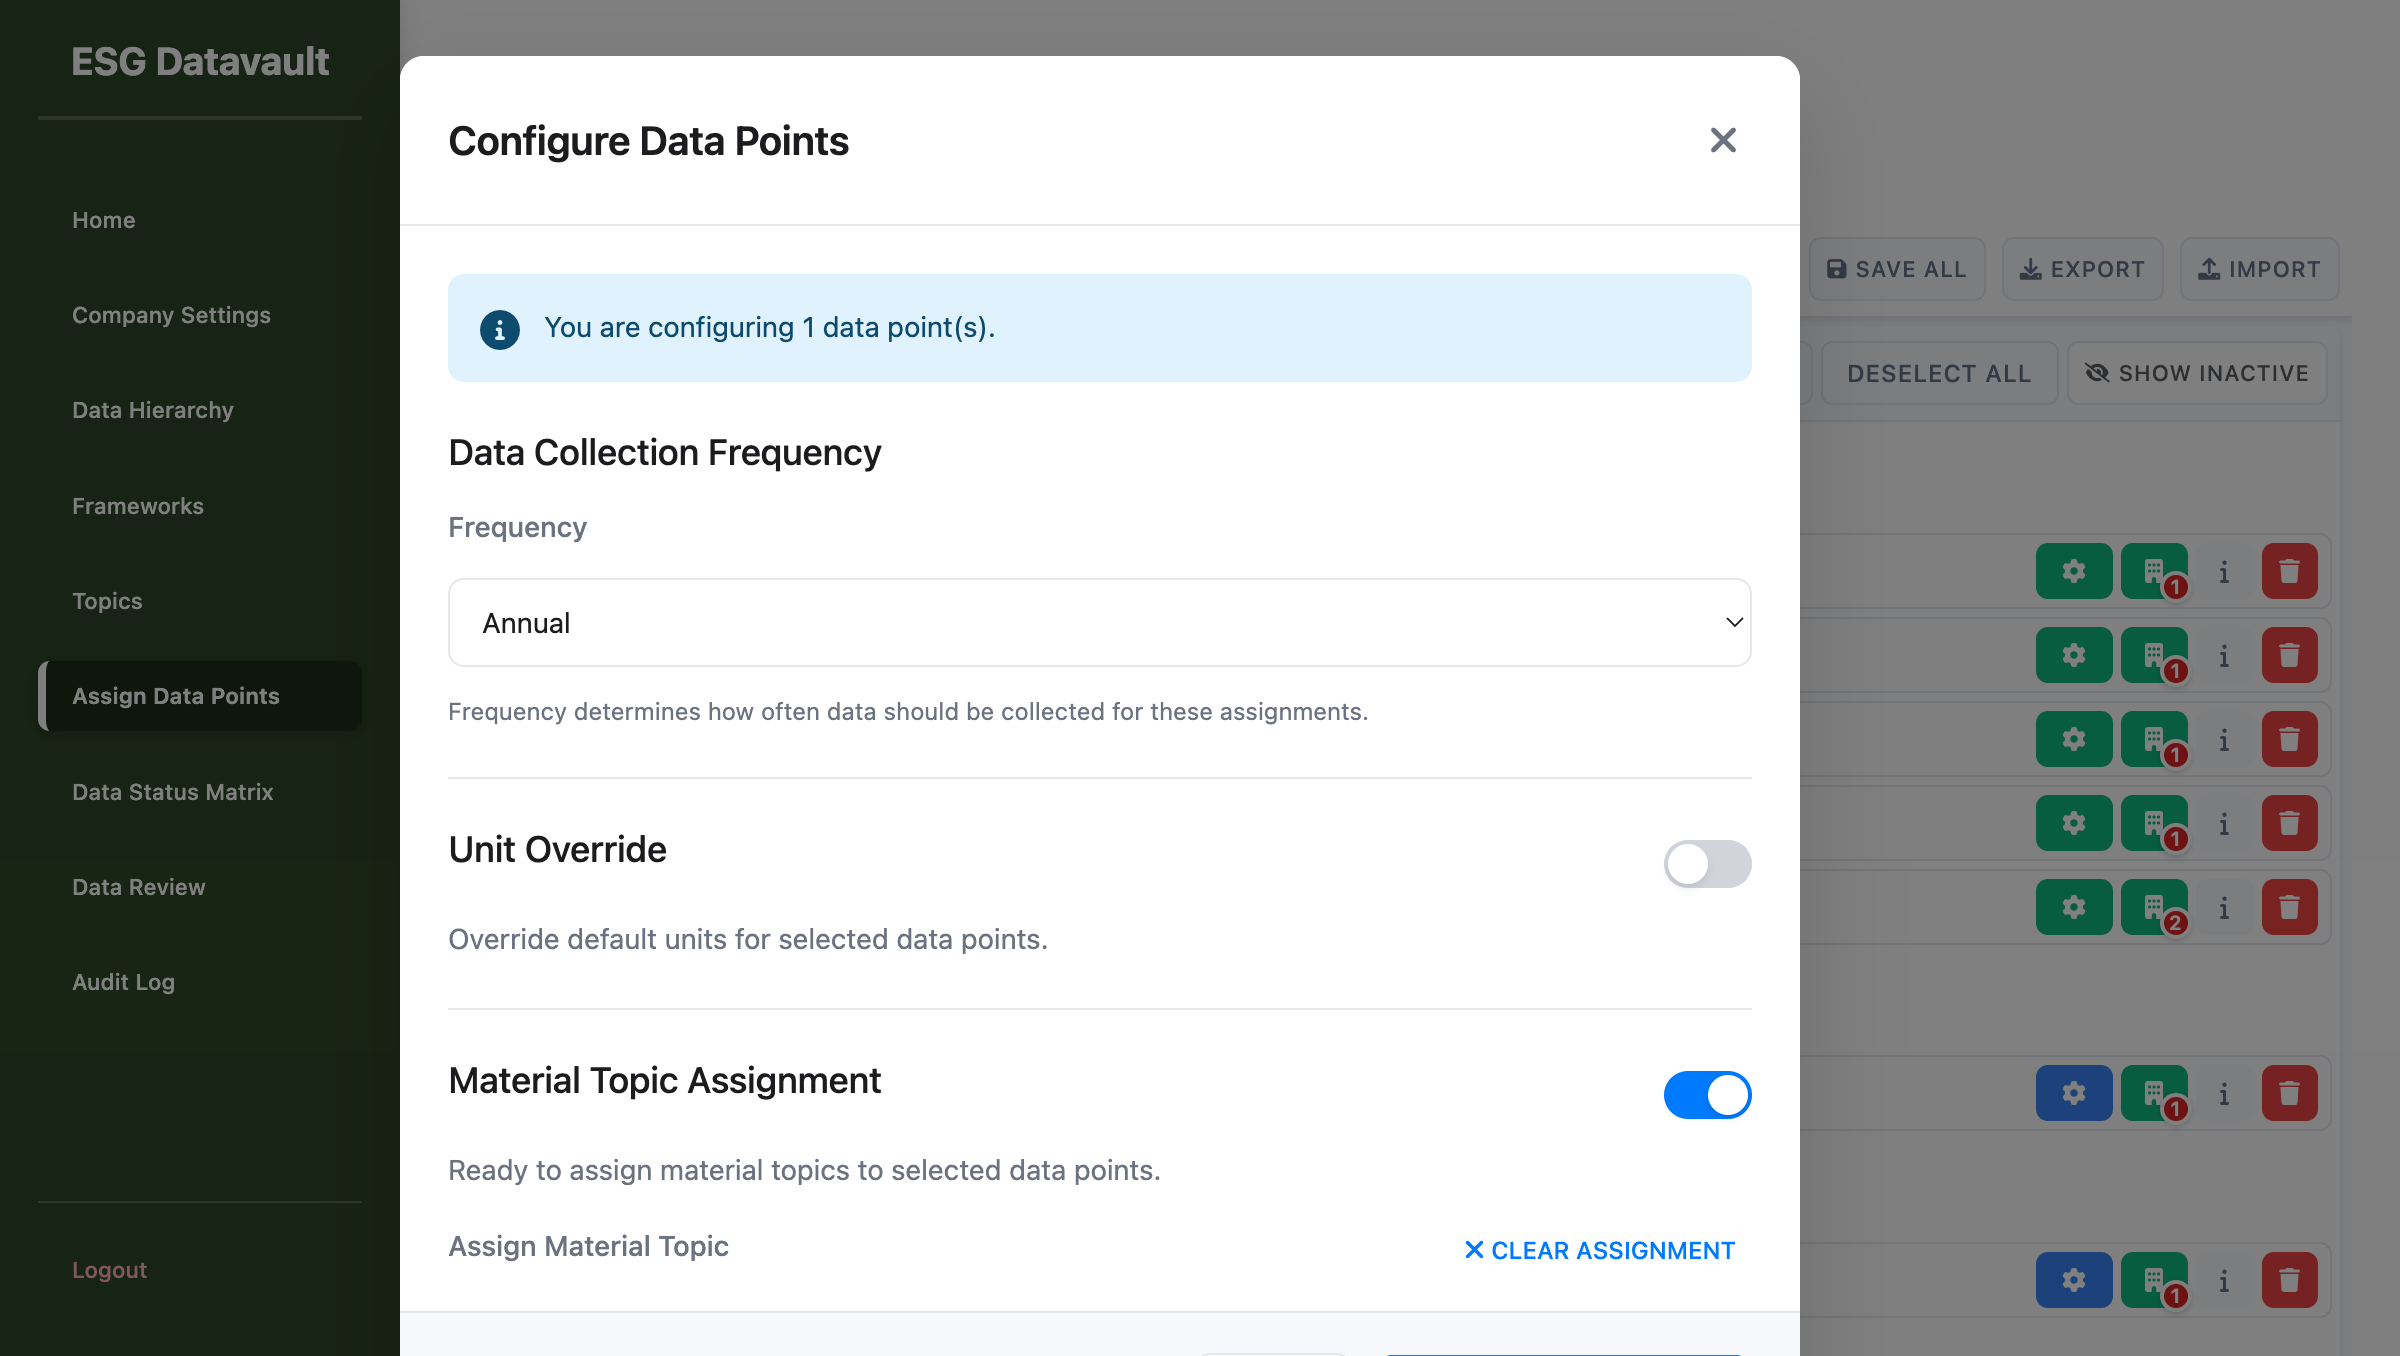 ESG Datavault
Home
Company Settings
Data Hierarchy
Frameworks
Topics
Assign Data Points
Data Status Matrix
Data Review
Audit Log
Logout
Configure Data Points
You are configuring 1 data point(s).
Data Collection Frequency
Frequency
Annual
Frequency determines how often data should be collected for these assignments.
Unit Override
Override default units for selected data points.
Material Topic Assignment
Ready to assign material topics to selected data points.
Assign Material Topic
CLEAR ASSIGNMENT
SAVE ALL
EXPORT
IMPORT
DESELECT ALL
SHOW INACTIVE
1
1
1
1
2
1
1